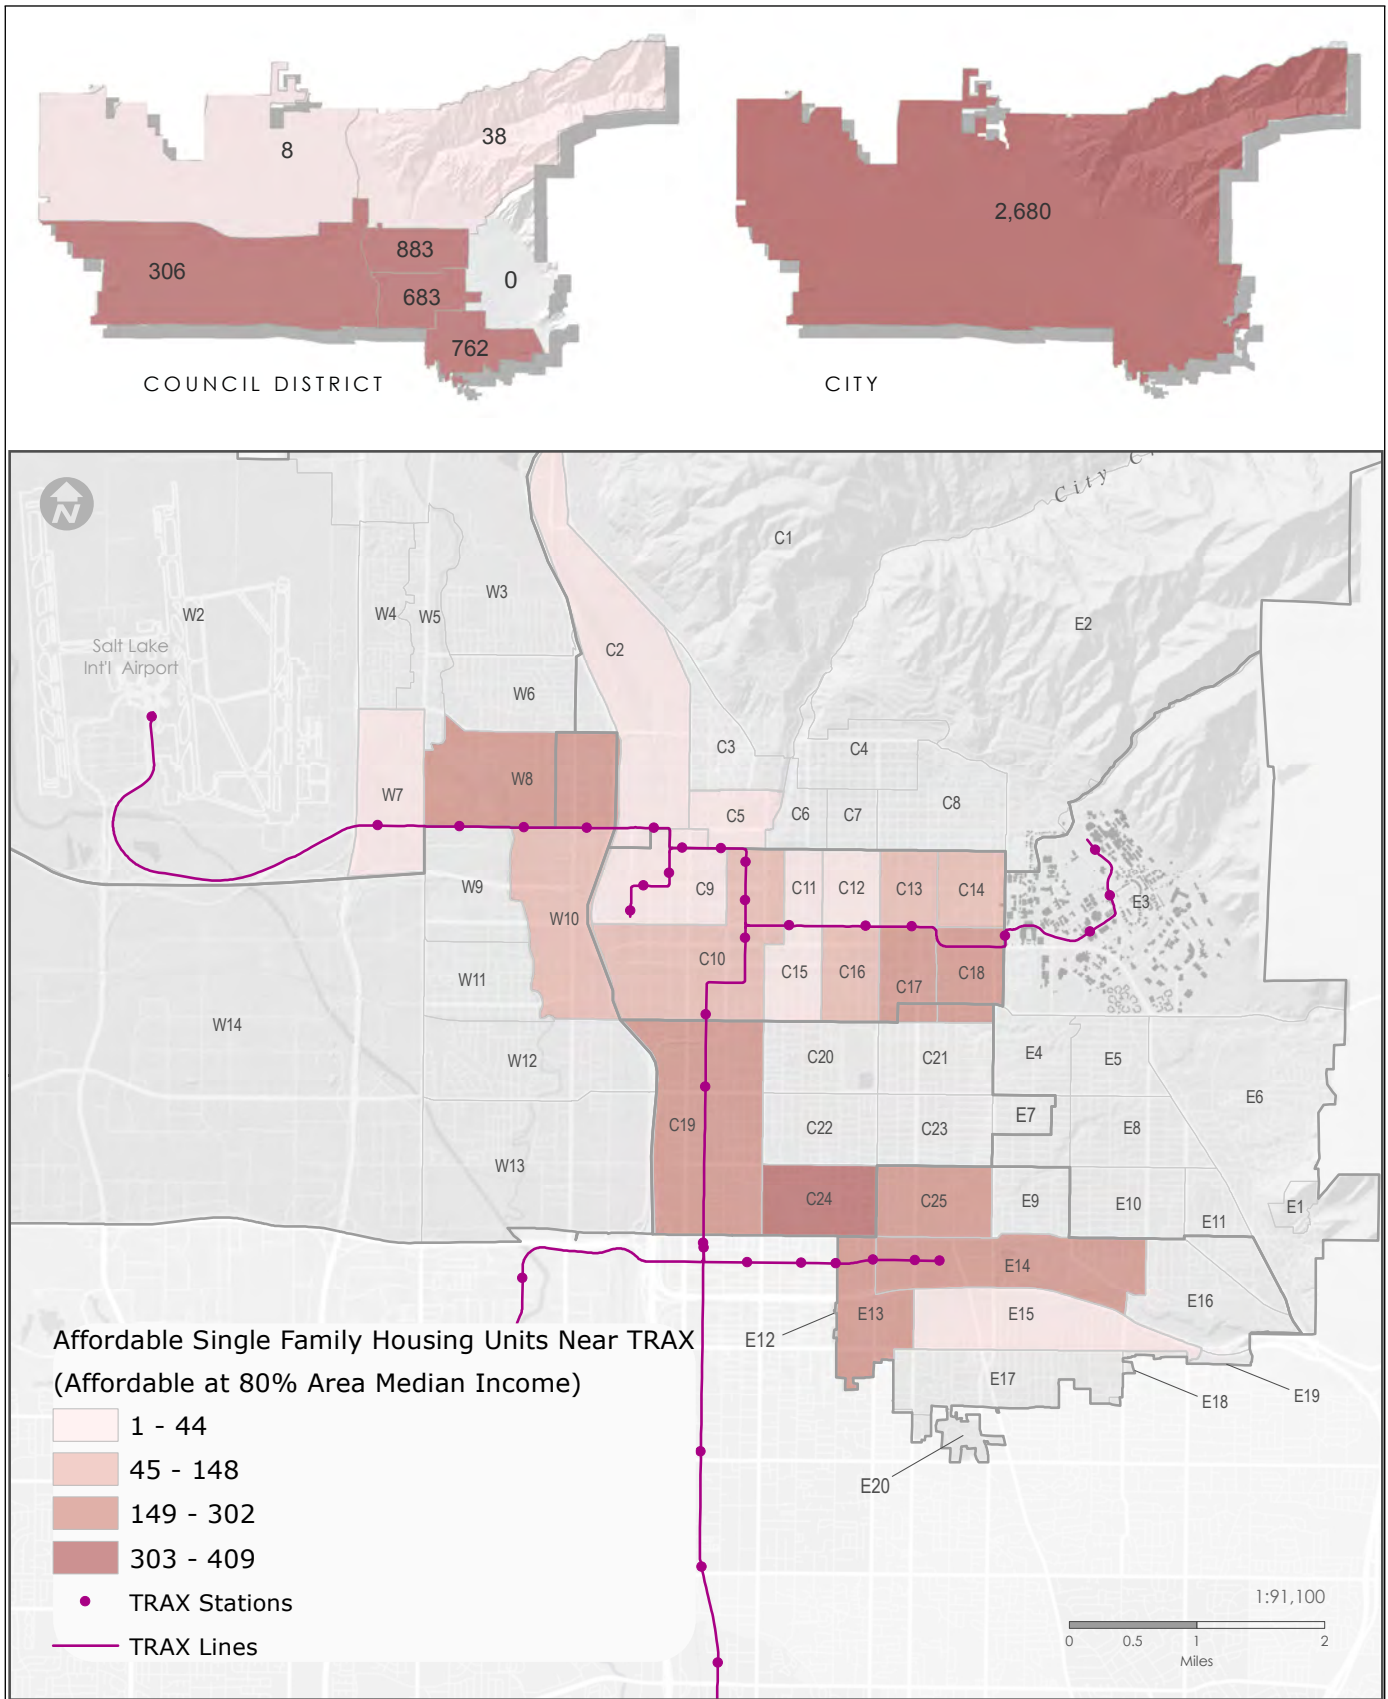 8
38
306
883
683
0
762
COUNCIL DISTRICT
2,680
CITY
N
City C
C1
W2
W3
W4
W5
E2
Salt Lake
Int'l Airport
C2
W6
C3
C4
W7
W8
C5
C6
C7
C8
W9
W10
C9
C11
C12
C13
C14
E3
W11
C10
C15
C16
C17
C18
W14
W12
C20
C21
E4
E5
E6
C19
C22
C23
E7
E8
W13
C24
C25
E9
E10
E11
E1
E14
E16
E12
E13
E15
E17
E18
E19
E20
Affordable Single Family Housing Units Near TRAX
(Affordable at 80% Area Median Income)
1 - 44
45 - 148
149 - 302
303 - 409
TRAX Stations
TRAX Lines
1:91,100
0 0.5 1 2
Miles